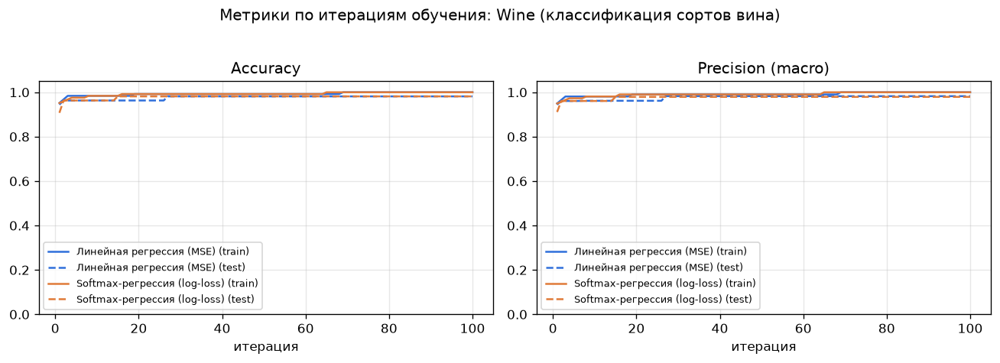 Метрики по итерациям обучения: Wine (классификация сортов вина)
Accuracy
1.0
0.8
0.6
0.4
0.2
0.0
Линейная регрессия (MSE) (train)
Линейная регрессия (MSE) (test)
Softmax-регрессия (log-loss) (train)
Softmax-регрессия (log-loss) (test)
0 20 40 60 80 100
итерация
Precision (macro)
1.0
0.8
0.6
0.4
0.2
0.0
Линейная регрессия (MSE) (train)
Линейная регрессия (MSE) (test)
Softmax-регрессия (log-loss) (train)
Softmax-регрессия (log-loss) (test)
0 20 40 60 80 100
итерация